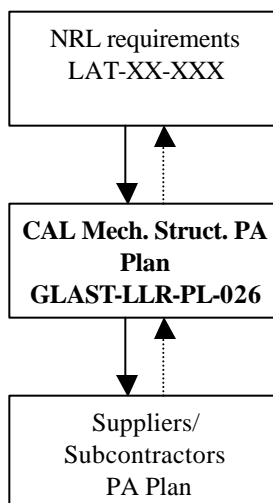 NRL requirements
LAT-XX-XXX
CAL Mech. Struct. PA
Plan
GLAST-LLR-PL-026
Suppliers/
Subcontractors
PA Plan